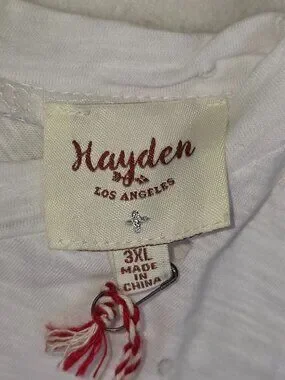 Hayden
LOS ANGELES
3XL
MADE IN
CHINA